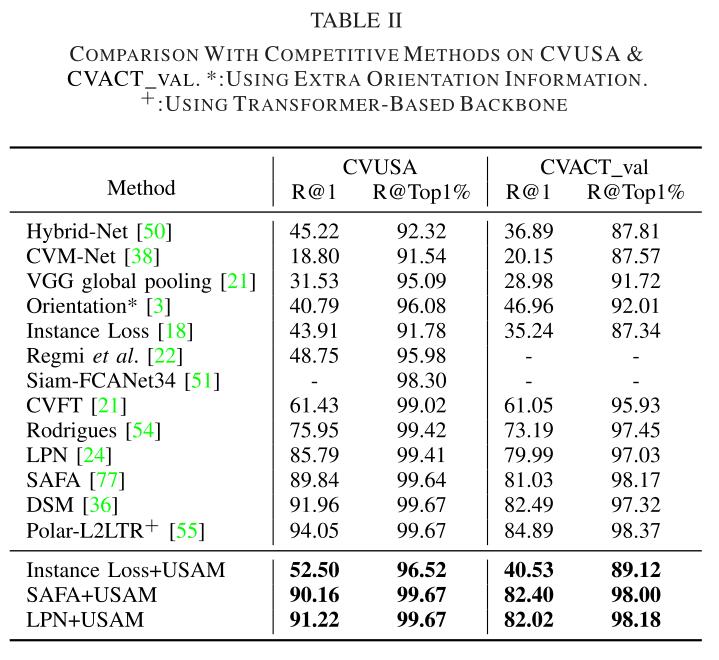 TABLE II
COMPARISON WITH COMPETITIVE METHODS ON CVUSA &
CVACT_VAL. *:USING EXTRA ORIENTATION INFORMATION.
+:USING TRANSFORMER-BASED BACKBONE
Method CVUSA CVACT_val
R@1 R@Top1% R@1 R@Top1%
Hybrid-Net [50] 45.22 92.32 36.89 87.81
CVM-Net [38] 18.80 91.54 20.15 87.57
VGG global pooling [21] 31.53 95.09 28.98 91.72
Orientation* [3] 40.79 96.08 46.96 92.01
Instance Loss [18] 43.91 91.78 35.24 87.34
Regmi et al. [22] 48.75 95.98 - -
Siam-FCANet34 [51] - 98.30 - -
CVFT [21] 61.43 99.02 61.05 95.93
Rodrigues [54] 75.95 99.42 73.19 97.45
LPN [24] 85.79 99.41 79.99 97.03
SAFA [77] 89.84 99.64 81.03 98.17
DSM [36] 91.96 99.67 82.49 97.32
Polar-L2LTR+ [55] 94.05 99.67 84.89 98.37
Instance Loss+USAM 52.50 96.52 40.53 89.12
SAFA+USAM 90.16 99.67 82.40 98.00
LPN+USAM 91.22 99.67 82.02 98.18